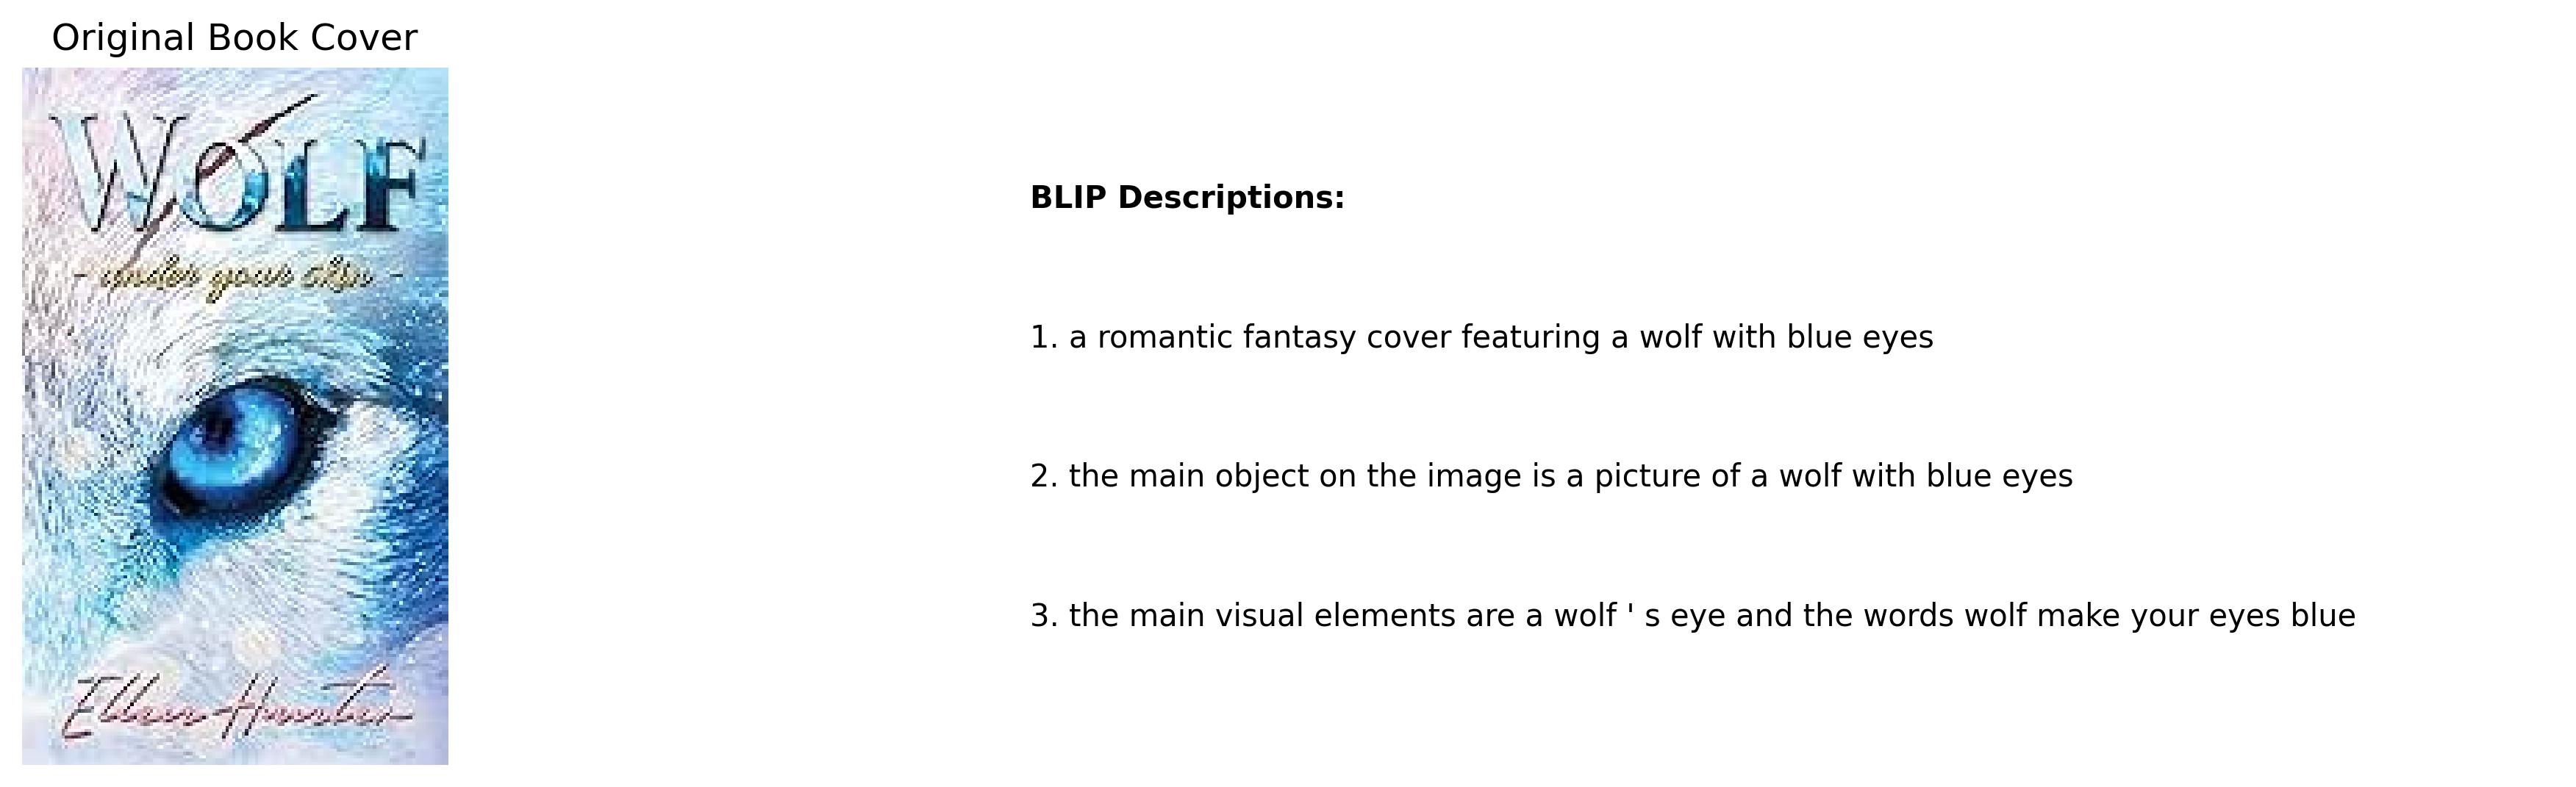 Original Book Cover
WOLF
- under your skin -
Ellen Hunter
BLIP Descriptions:
1. a romantic fantasy cover featuring a wolf with blue eyes
2. the main object on the image is a picture of a wolf with blue eyes
3. the main visual elements are a wolf ' s eye and the words wolf make your eyes blue